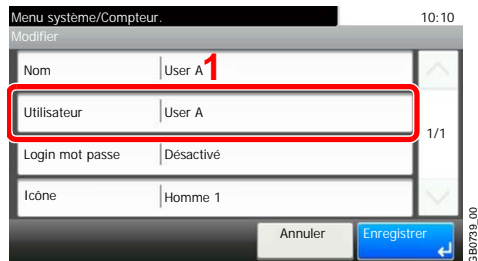 Menu système/Compteur.
10:10
Modifier
Nom User A
1
Utilisateur User A
1/1
Login mot passe Désactivé
Icône Homme 1
Annuler Enregistrer
GB0739_00